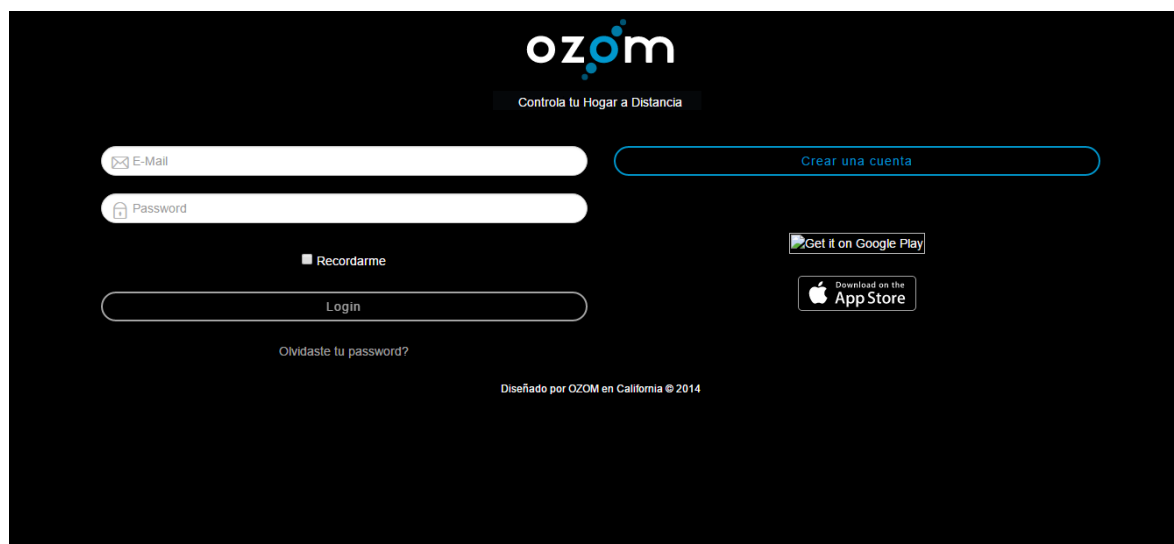 ozom
Controla tu Hogar a Distancia
E-Mail
Password
Recordarme
Login
Olvidaste tu password?
Crear una cuenta
Get it on Google Play
Download on the
App Store
Diseñado por OZOM en California © 2014